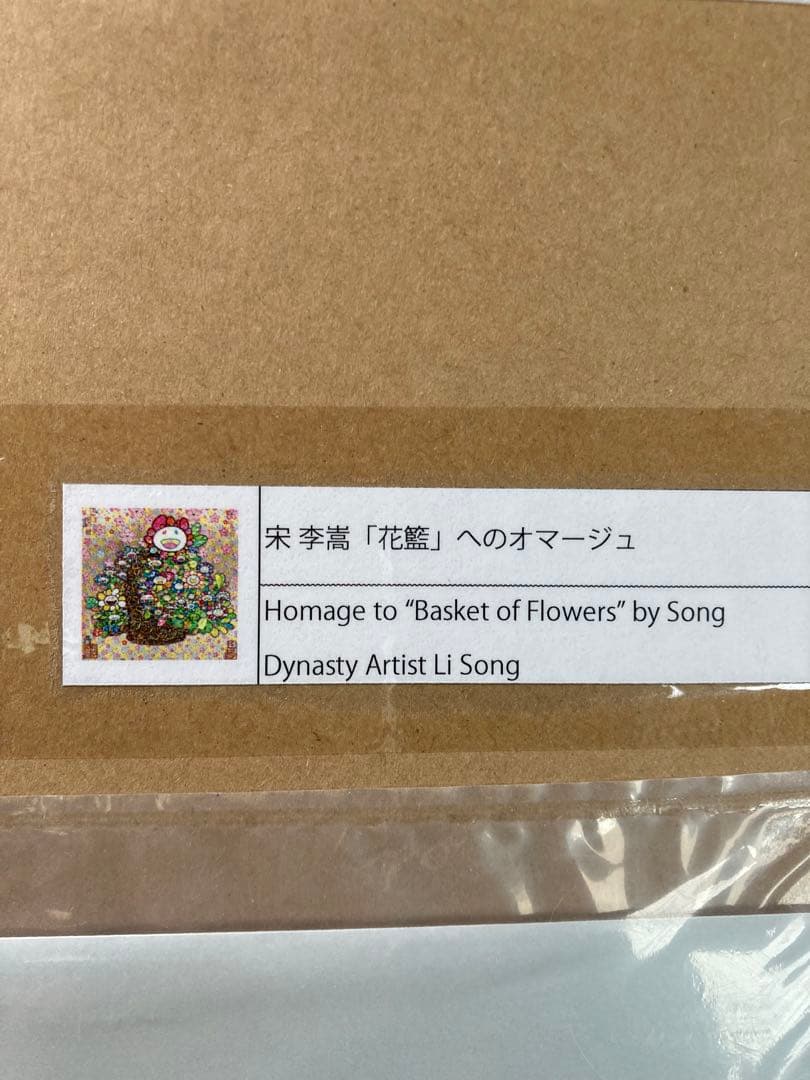 宋 李嵩「花籃」へのオマージュ
Homage to “Basket of Flowers” by Song
Dynasty Artist Li Song